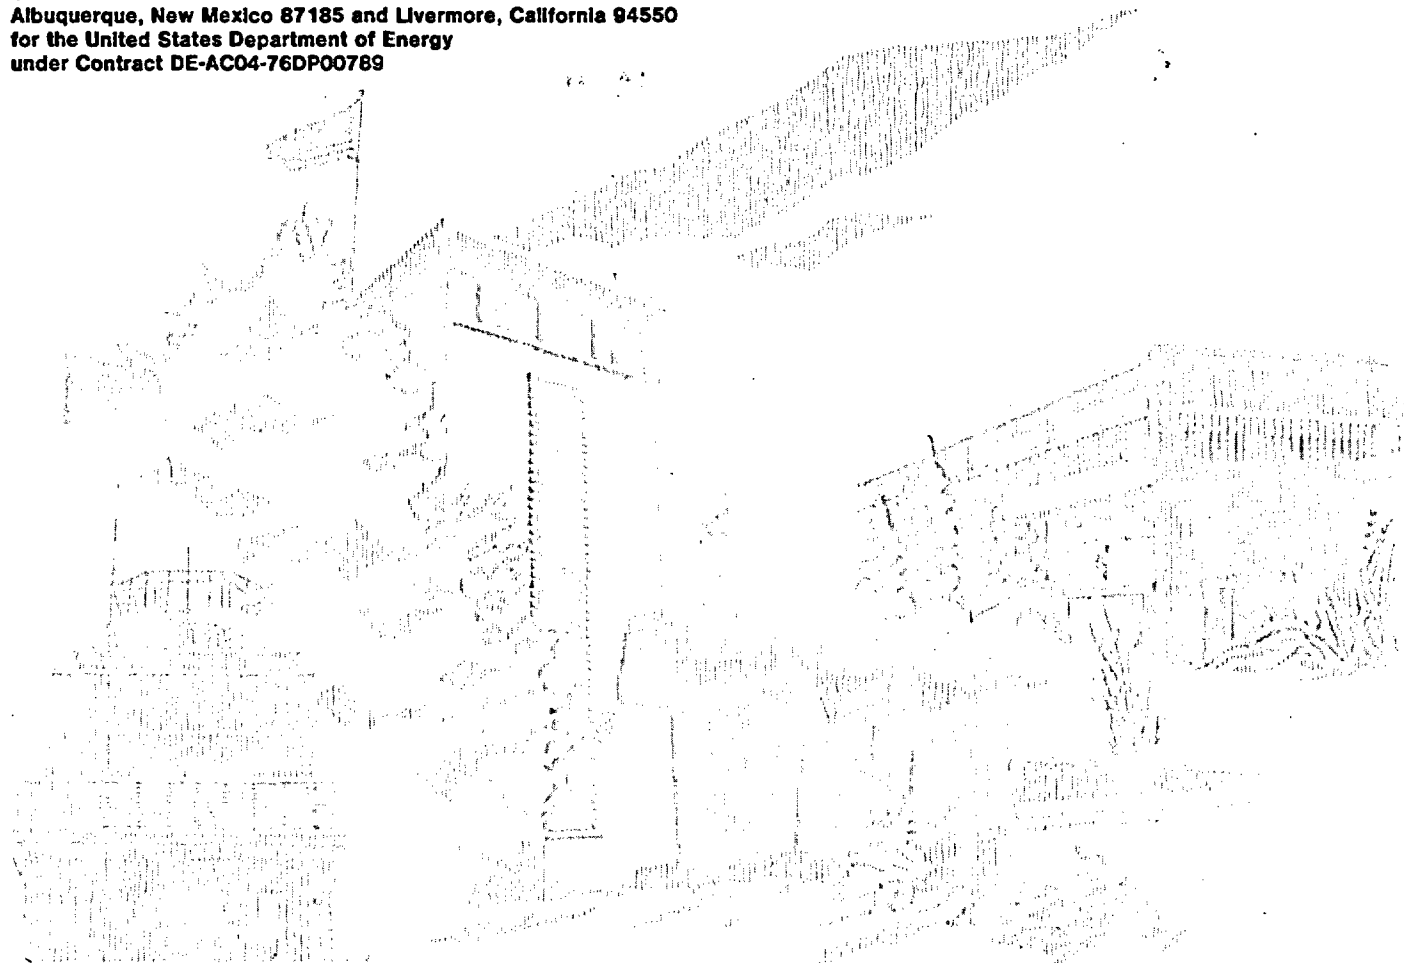 Albuquerque, New Mexico 87185 and Livermore, California 94550
for the United States Department of Energy
under Contract DE-AC04-76DP00789